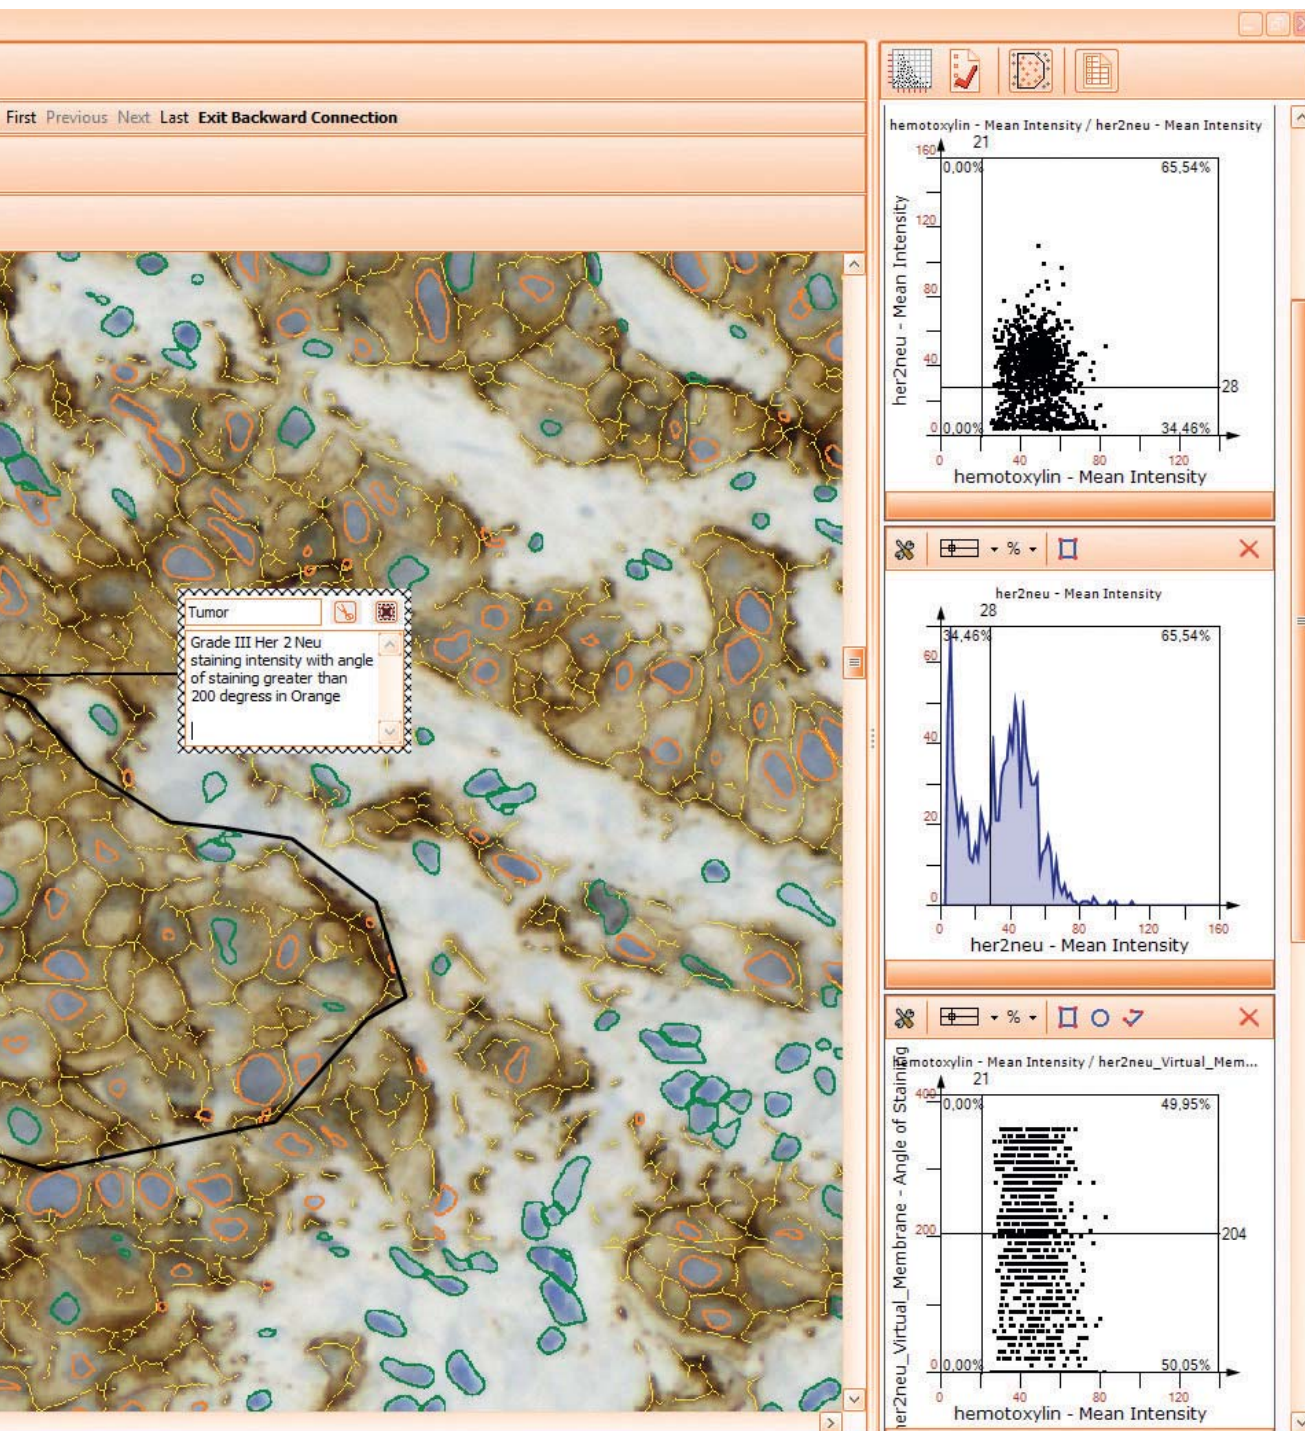 First Previous Next Last Exit Backward Connection
Tumor
Grade III Her 2 Neu
staining intensity with angle
of staining greater than
200 degress in Orange
hemotoxylin - Mean Intensity / her2neu - Mean Intensity
21
160
0,00%
65,54%
120
80
40
28
0
0,00%
34,46%
0 40 80 120
her2neu - Mean Intensity
hemotoxylin - Mean Intensity
%
her2neu - Mean Intensity
28
34,46%
65,54%
60
40
20
0
0 40 80 120 160
her2neu - Mean Intensity
%
hemotoxylin - Mean Intensity / her2neu_Virtual_Mem...
21
400
0,00%
49,95%
200
204
0
0,00%
50,05%
0 40 80 120
her2neu_Virtual_Membrane - Angle of Staining
hemotoxylin - Mean Intensity